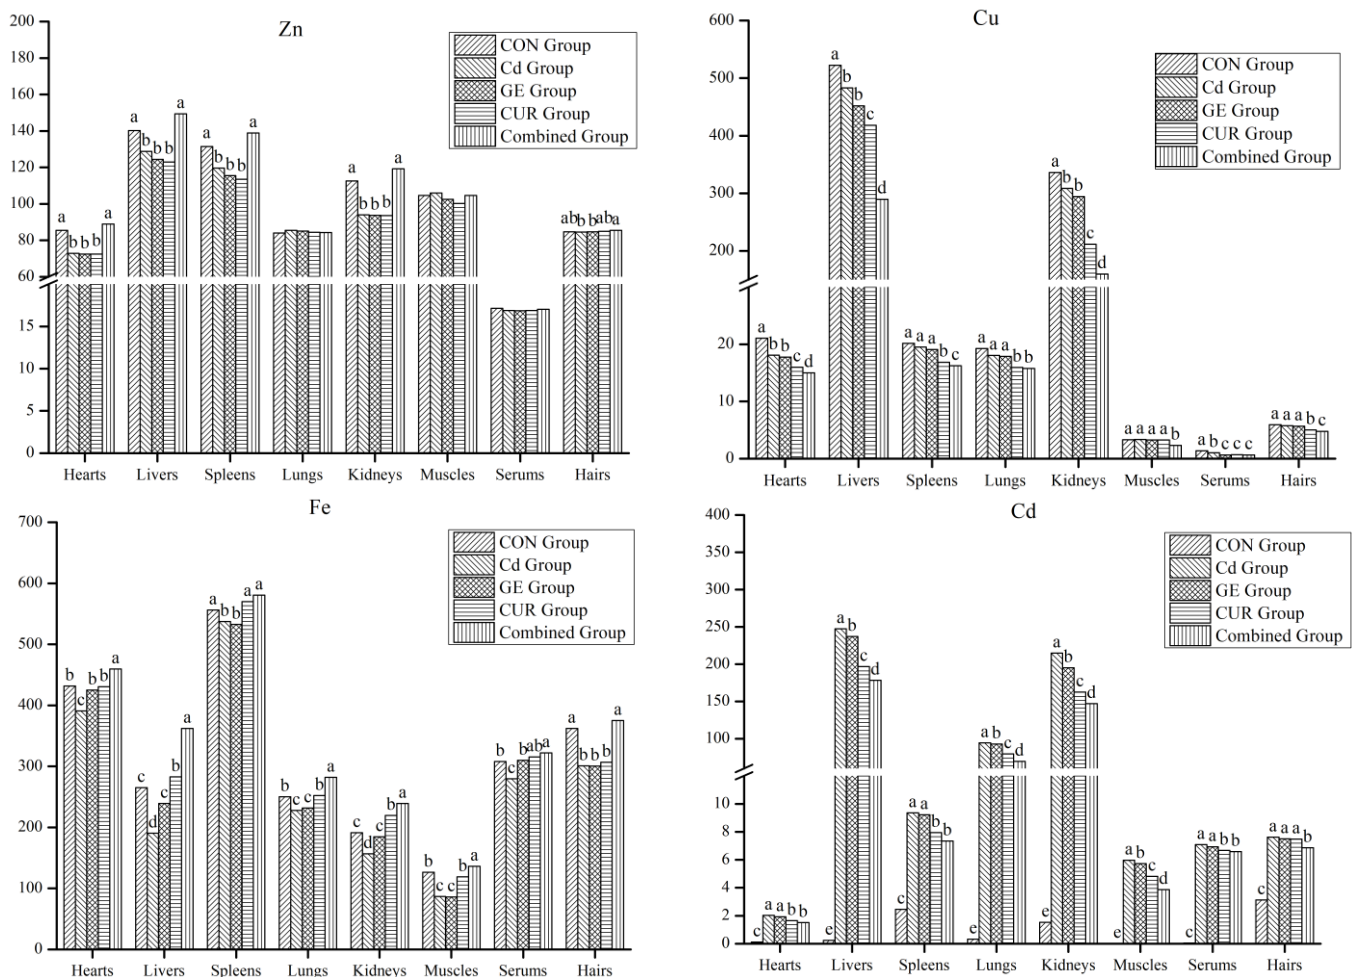 Zn
200
180
160
140
120
100
80
60
15
10
5
0
CON Group
Cd Group
GE Group
CUR Group
Combined Group
a b b b a
a b b b a
a b b b a
a b b b a
ab b b ab a
Hearts Livers Spleens Lungs Kidneys Muscles Serums Hairs
Cu
600
500
400
300
200
20
10
0
CON Group
Cd Group
GE Group
CUR Group
Combined Group
a b b c d
a b b c d
a a a b c
a a a b b
a b b c d
a a a a b
a b c c c
a a a b c
Hearts Livers Spleens Lungs Kidneys Muscles Serums Hairs
Fe
700
600
500
400
300
200
100
0
CON Group
Cd Group
GE Group
CUR Group
Combined Group
b c b b a
c d c b a
a b b a a
b c c b a
c d c b a
b c c b a
b c b ab a
a b b b a
Hearts Livers Spleens Lungs Kidneys Muscles Serums Hairs
Cd
400
350
300
250
200
150
100
10
8
6
4
2
0
CON Group
Cd Group
GE Group
CUR Group
Combined Group
c a a b b
e a b c d
c a a b b
e a b c d
e a b c d
e a b c d
c a a b b
c a a a b
Hearts Livers Spleens Lungs Kidneys Muscles Serums Hairs